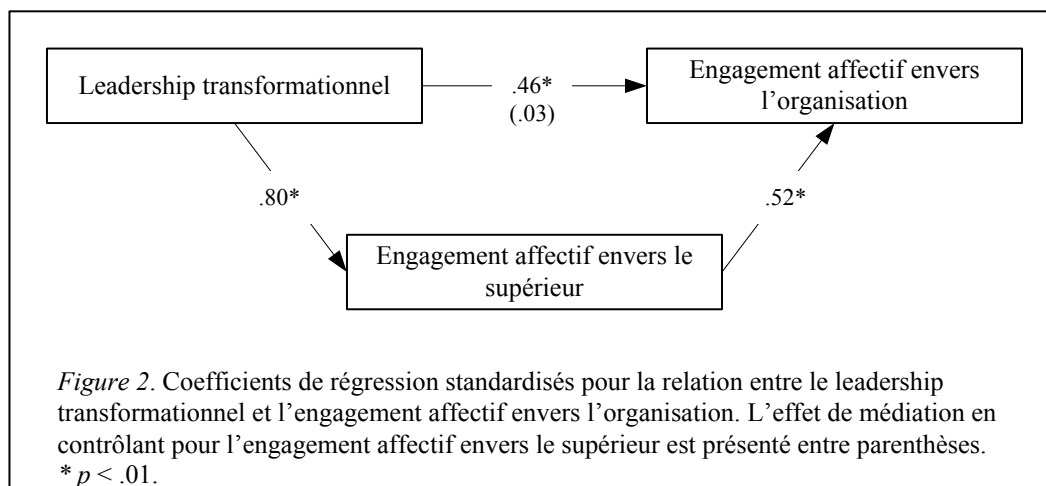 Leadership transformationnel
.46*
(.03)
Engagement affectif envers
l’organisation
.80*
.52*
Engagement affectif envers le
supérieur
Figure 2. Coefficients de régression standardisés pour la relation entre le leadership
transformationnel et l’engagement affectif envers l’organisation. L’effet de médiation en
contrôlant pour l’engagement affectif envers le supérieur est présenté entre parenthèses.
* p < .01.